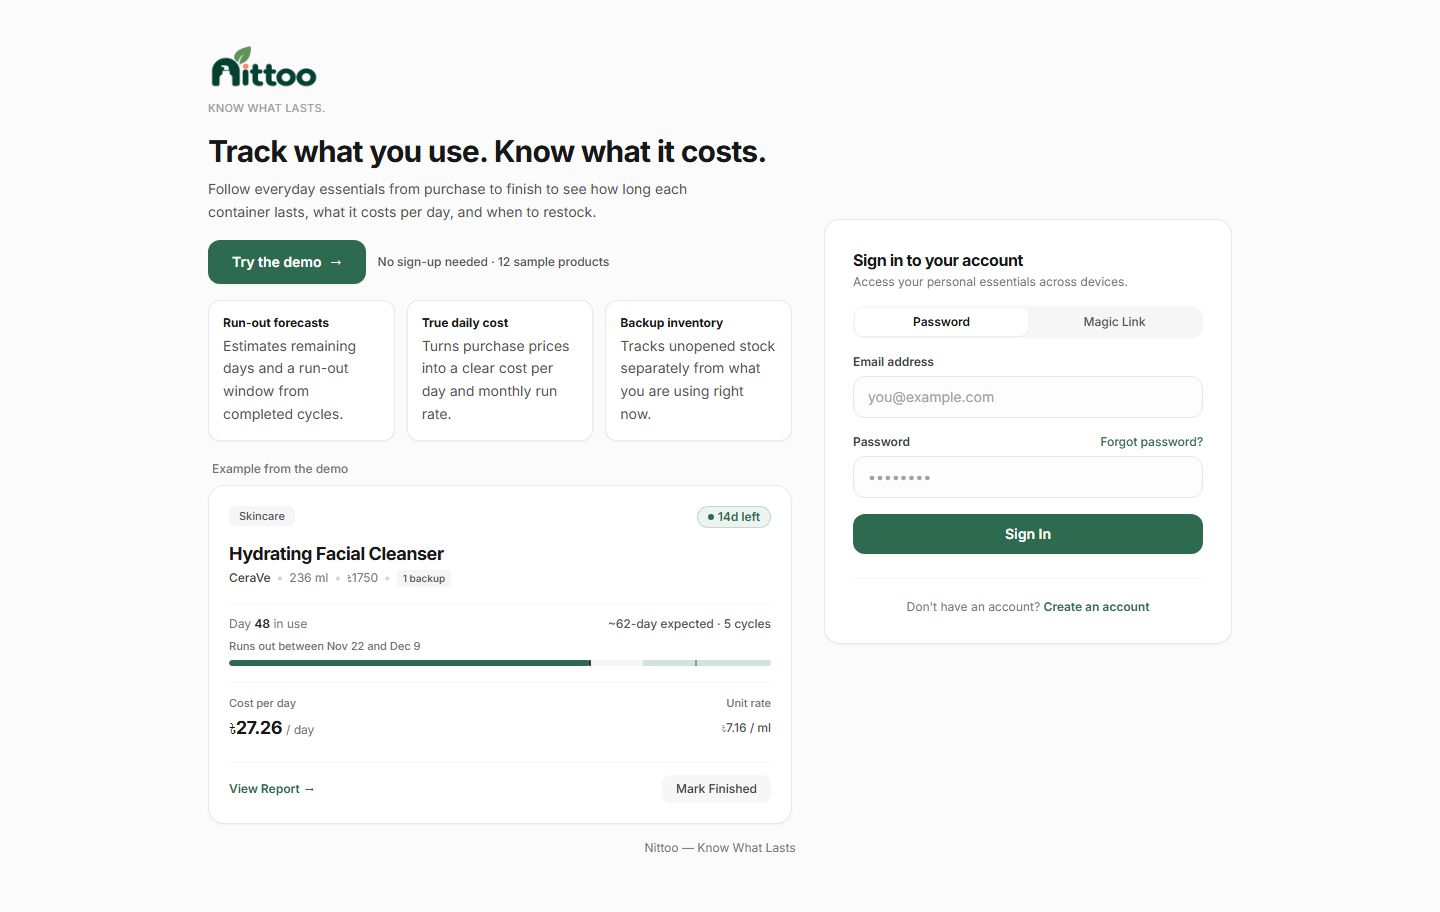 Nittoo
KNOW WHAT LASTS.
Track what you use. Know what it costs.
Follow everyday essentials from purchase to finish to see how long each
container lasts, what it costs per day, and when to restock.
Try the demo →
No sign-up needed · 12 sample products
Run-out forecasts
Estimates remaining
days and a run-out
window from
completed cycles.
True daily cost
Turns purchase prices
into a clear cost per
day and monthly run
rate.
Backup inventory
Tracks unopened stock
separately from what
you are using right
now.
Example from the demo
Skincare
14d left
Hydrating Facial Cleanser
CeraVe • 236 ml • ৳1750 • 1 backup
Day 48 in use
~62-day expected · 5 cycles
Runs out between Nov 22 and Dec 9
Cost per day
Unit rate
৳27.26 / day
৳7.16 / ml
View Report →
Mark Finished
Sign in to your account
Access your personal essentials across devices.
Password
Magic Link
Email address
you@example.com
Password
Forgot password?
••••••••
Sign In
Don't have an account? Create an account
Nittoo — Know What Lasts